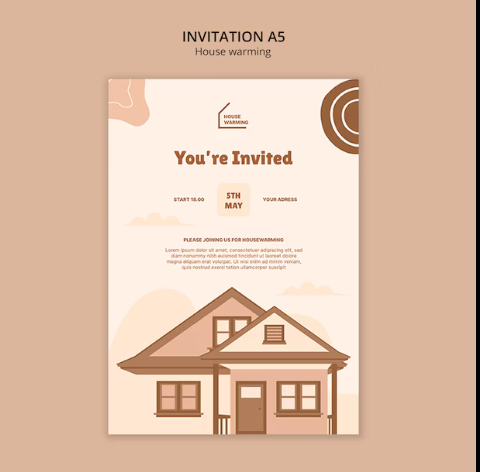 INVITATION A5
House warming
HOUSE
WARMING
You're Invited
START 16.00
5TH
MAY
YOUR ADRESS
PLEASE JOINING US FOR HOUSEWARMING
Lorem ipsum dolor sit amet, consectetuer adipiscing elit, sed
diam nonummy nibh euismod tincidunt ut laoreet dolore
magna aliquam erat volutpat. Ut wisi enim ad minim veniam,
quis nostrud exerci tation ullamcorper suscipit